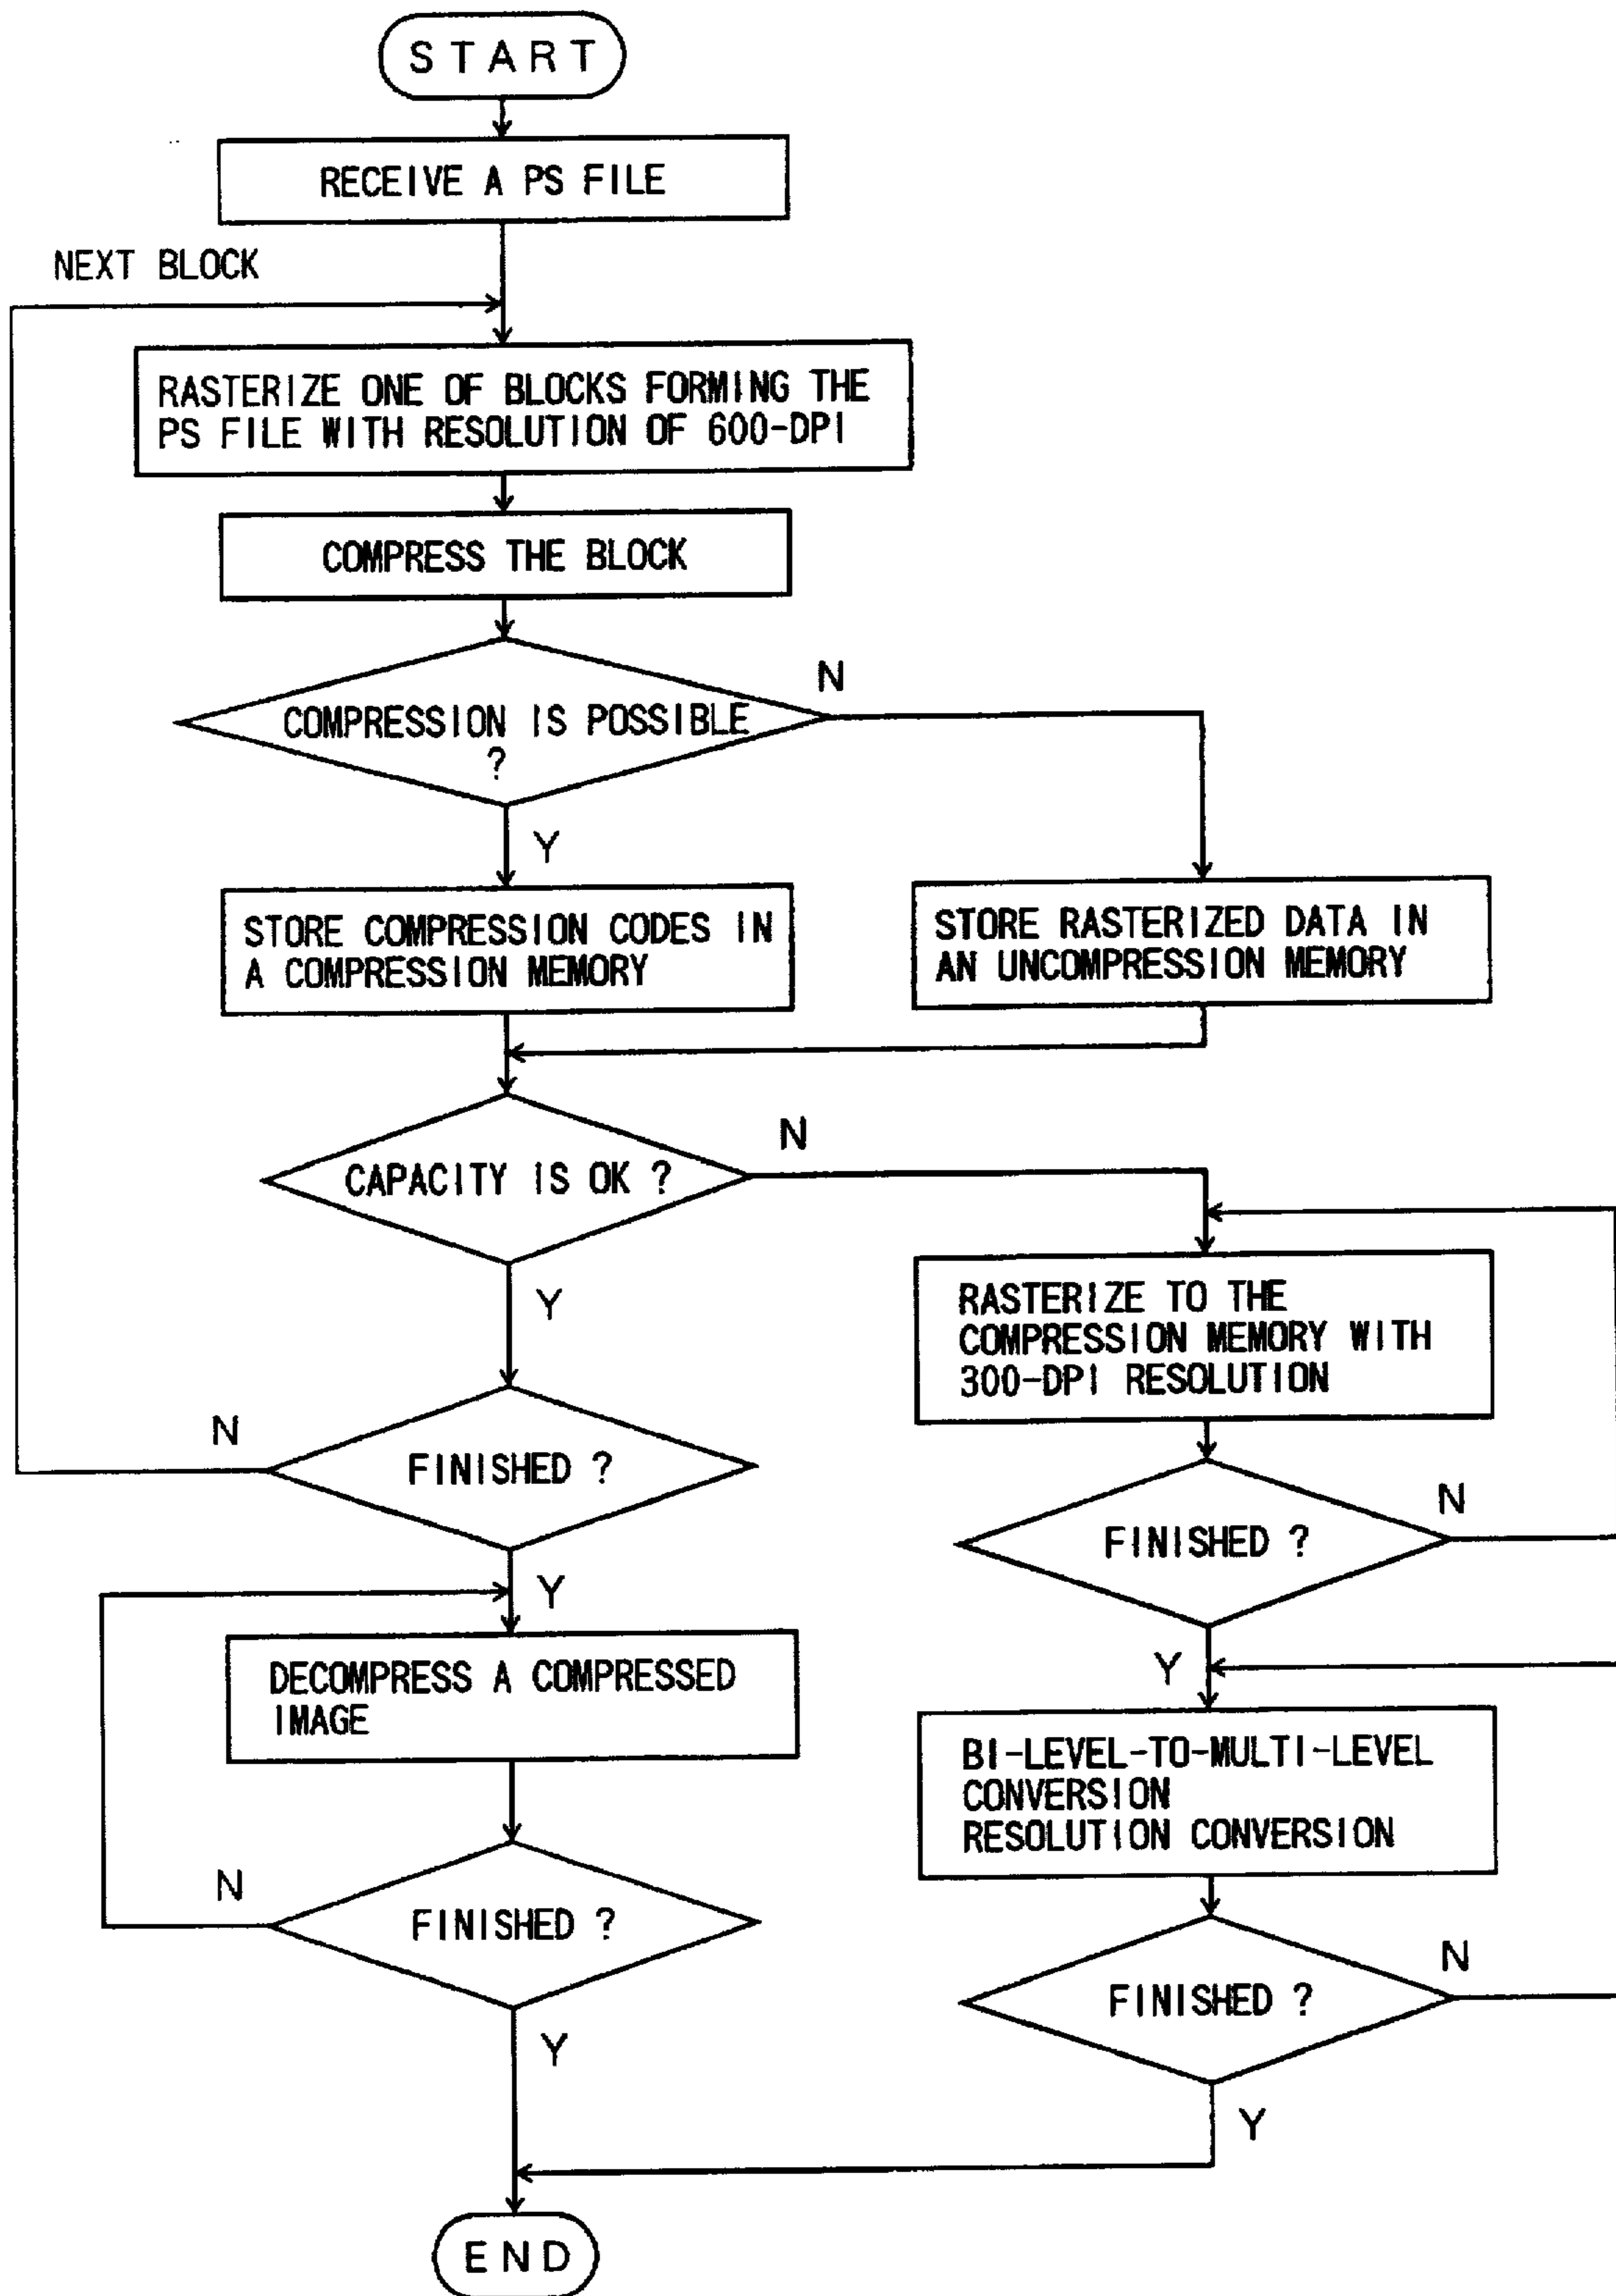 START
RECEIVE A PS FILE
NEXT BLOCK
RASTERIZE ONE OF BLOCKS FORMING THE
PS FILE WITH RESOLUTION OF 600-DPI
COMPRESS THE BLOCK
N
COMPRESSION IS POSSIBLE
?
Y
STORE COMPRESSION CODES IN
A COMPRESSION MEMORY
STORE RASTERIZED DATA IN
AN UNCOMPRESSION MEMORY
N
CAPACITY IS OK ?
Y
RASTERIZE TO THE
COMPRESSION MEMORY WITH
300-DPI RESOLUTION
N
FINISHED ?
N
FINISHED ?
Y
Y
DECOMPRESS A COMPRESSED
IMAGE
BI-LEVEL-TO-MULTI-LEVEL
CONVERSION
RESOLUTION CONVERSION
N
FINISHED ?
N
FINISHED ?
Y
Y
END